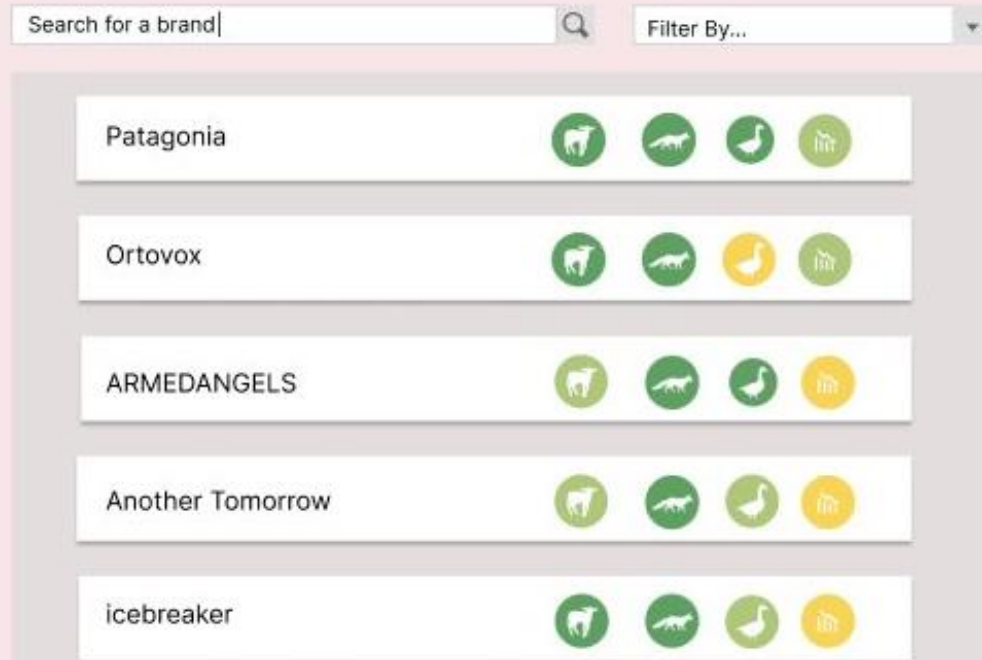 Search for a brand
Filter By...
Patagonia
Ortovox
ARMEDANGELS
Another Tomorrow
icebreaker